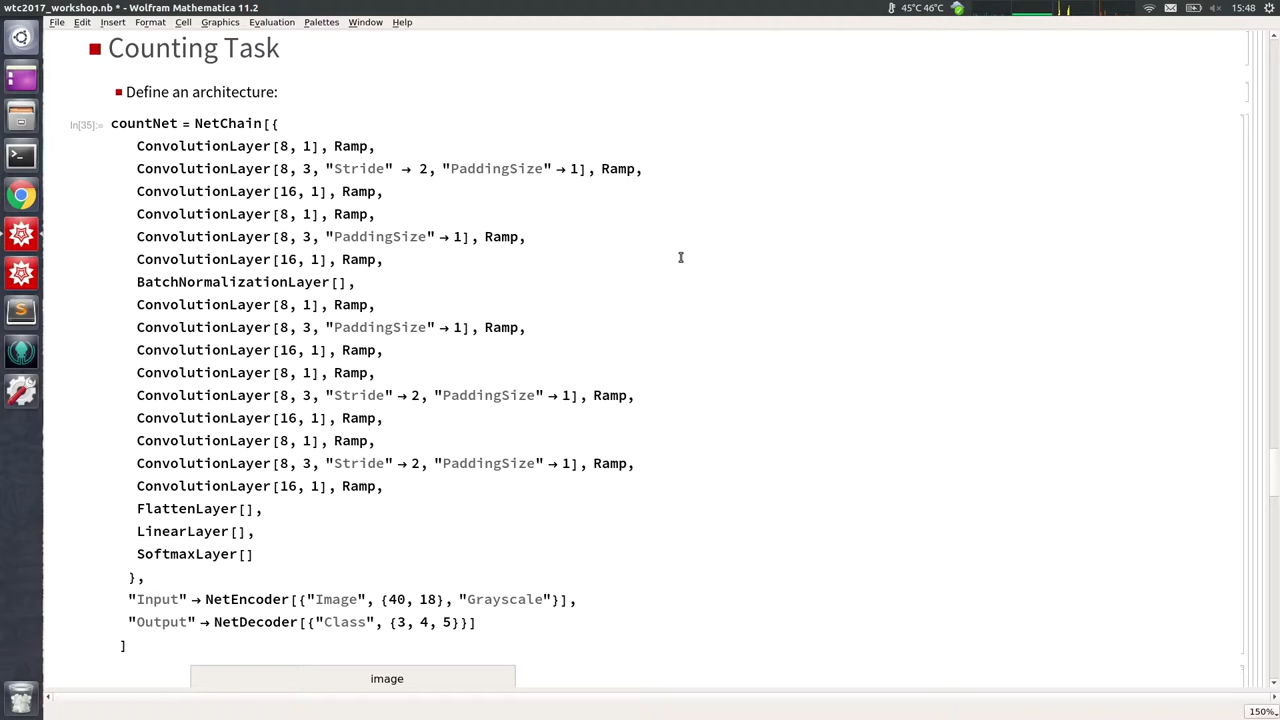 wtc2017_workshop.nb * - Wolfram Mathematica 11.2
45°C 46°C
15:48
File Edit Insert Format Cell Graphics Evaluation Palettes Window Help
Counting Task
Define an architecture:
In[35]:= countNet = NetChain[{
ConvolutionLayer[8, 1], Ramp,
ConvolutionLayer[8, 3, "Stride" → 2, "PaddingSize" → 1], Ramp,
ConvolutionLayer[16, 1], Ramp,
ConvolutionLayer[8, 1], Ramp,
ConvolutionLayer[8, 3, "PaddingSize" → 1], Ramp,
ConvolutionLayer[16, 1], Ramp,
BatchNormalizationLayer[],
ConvolutionLayer[8, 1], Ramp,
ConvolutionLayer[8, 3, "PaddingSize" → 1], Ramp,
ConvolutionLayer[16, 1], Ramp,
ConvolutionLayer[8, 1], Ramp,
ConvolutionLayer[8, 3, "Stride" → 2, "PaddingSize" → 1], Ramp,
ConvolutionLayer[16, 1], Ramp,
ConvolutionLayer[8, 1], Ramp,
ConvolutionLayer[8, 3, "Stride" → 2, "PaddingSize" → 1], Ramp,
ConvolutionLayer[16, 1], Ramp,
FlattenLayer[],
LinearLayer[],
SoftmaxLayer[]
},
"Input" → NetEncoder[{"Image", {40, 18}, "Grayscale"}],
"Output" → NetDecoder[{"Class", {3, 4, 5}}]
]
image
150%